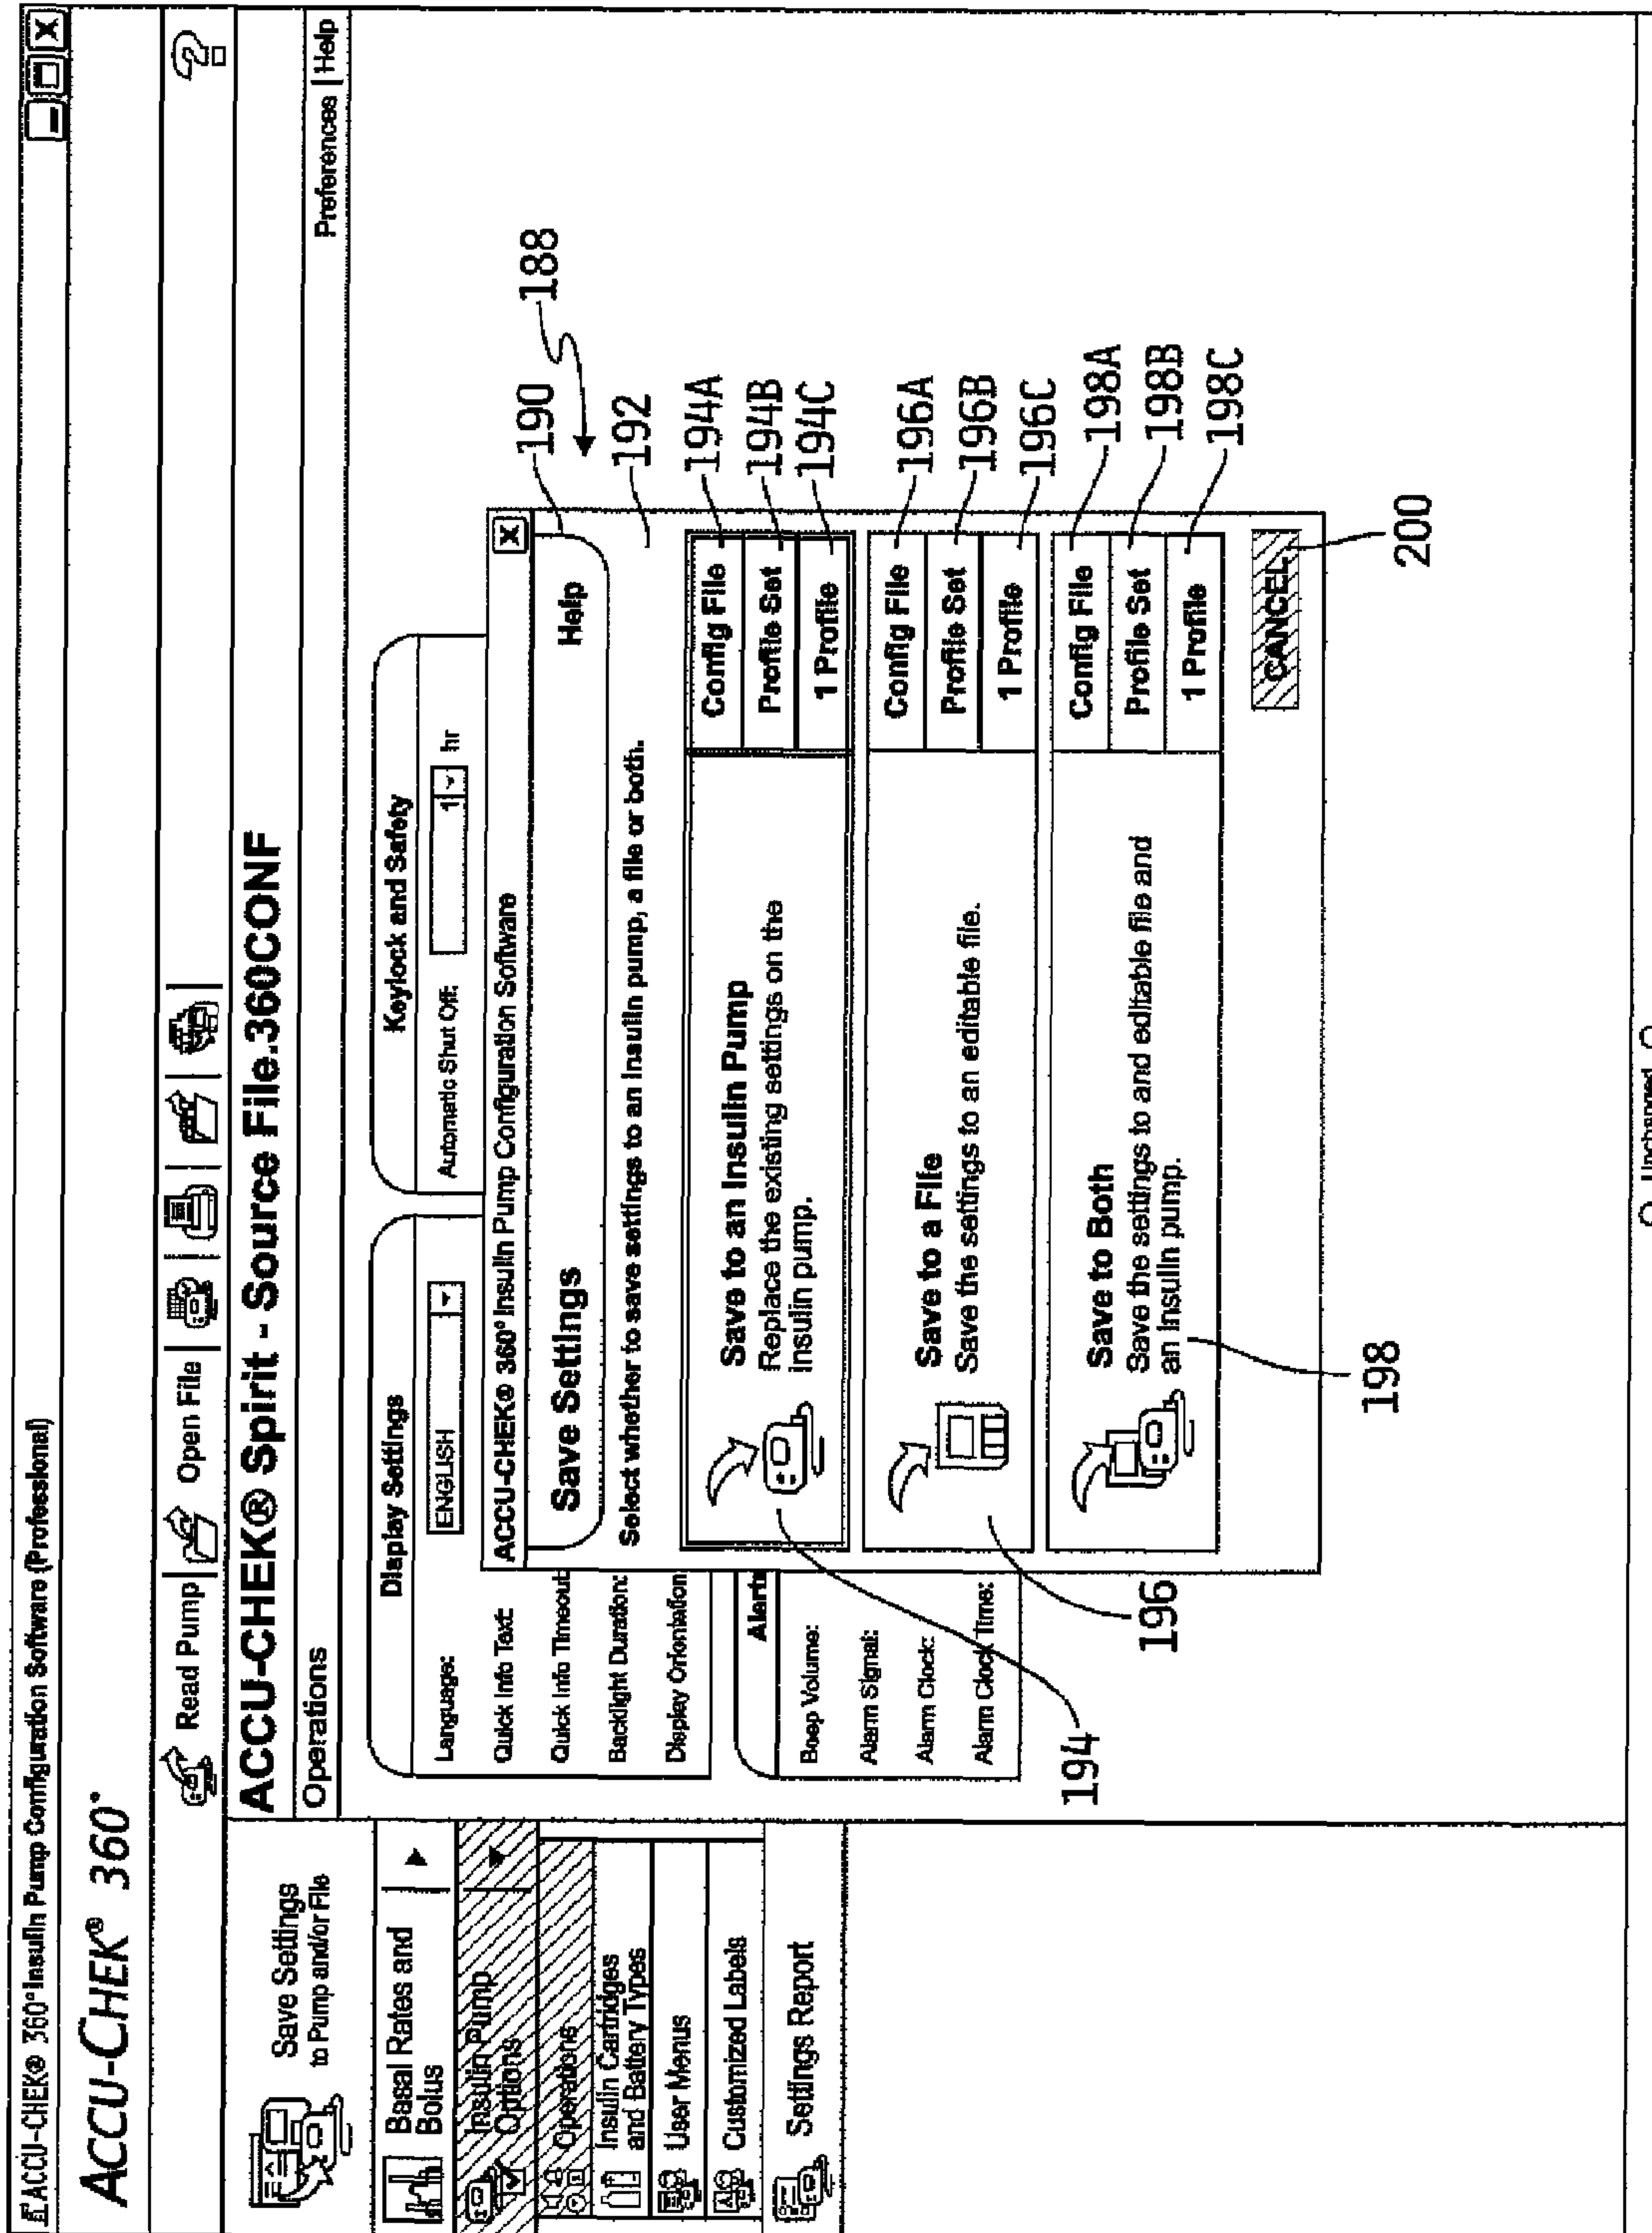 ACCU-CHEK® 360° Insulin Pump Configuration Software (Professional)
ACCU-CHEK® 360°
Read Pump
Open File
Save Settings
to Pump and/or File
ACCU-CHEK® Spirit - Source File.360CONF
Operations
Preferences | Help
Basal Rates and
Bolus
Insulin Pump
Options
Operations
Insulin Cartridges
and Battery Types
User Menus
Customized Labels
Settings Report
Display Settings
Language:
ENGLISH
Quick Info Text:
Quick Info Timeout:
Backlight Duration:
Display Orientation
Keylock and Safety
Automatic Shut Off:
1
hr
Alerts
Beep Volume:
Alarm Signal:
Alarm Clock:
Alarm Clock Time:
ACCU-CHEK® 360° Insulin Pump Configuration Software
Save Settings
Help
Select whether to save settings to an insulin pump, a file or both.
Save to an Insulin Pump
Replace the existing settings on the
insulin pump.
Config File
Profile Set
1 Profile
Save to a File
Save the settings to an editable file.
Config File
Profile Set
1 Profile
Save to Both
Save the settings to and editable file and
an insulin pump.
Config File
Profile Set
1 Profile
CANCEL
188
190
192
194A
194B
194C
196A
196B
196C
198A
198B
198C
200
194
196
198
Unchanged